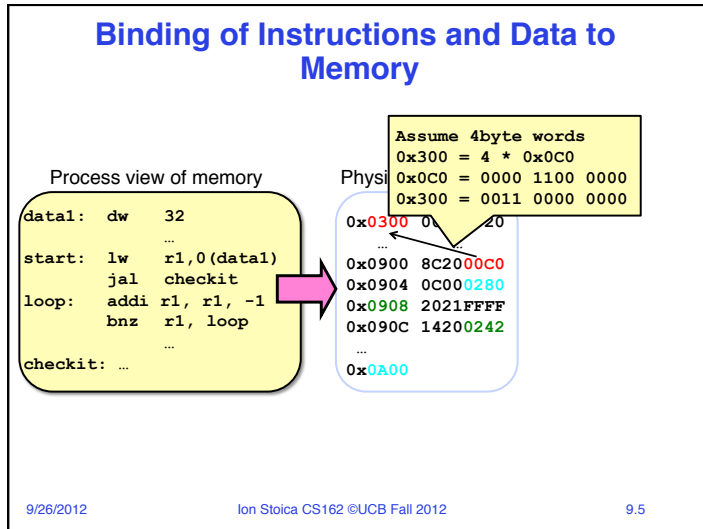 Binding of Instructions and Data to
Memory
Assume 4byte words
0x300 = 4 * 0x0C0
0x0C0 = 0000 1100 0000
0x300 = 0011 0000 0000
Process view of memory
data1: dw 32
…
start: lw r1,0(data1)
jal checkit
loop: addi r1, r1, -1
bnz r1, loop
…
checkit: …
0x0300 20
…
0x0900 8C2000C0
0x0904 0C000280
0x0908 2021FFFF
0x090C 14200242
…
0x0A00
9/26/2012 Ion Stoica CS162 ©UCB Fall 2012 9.5